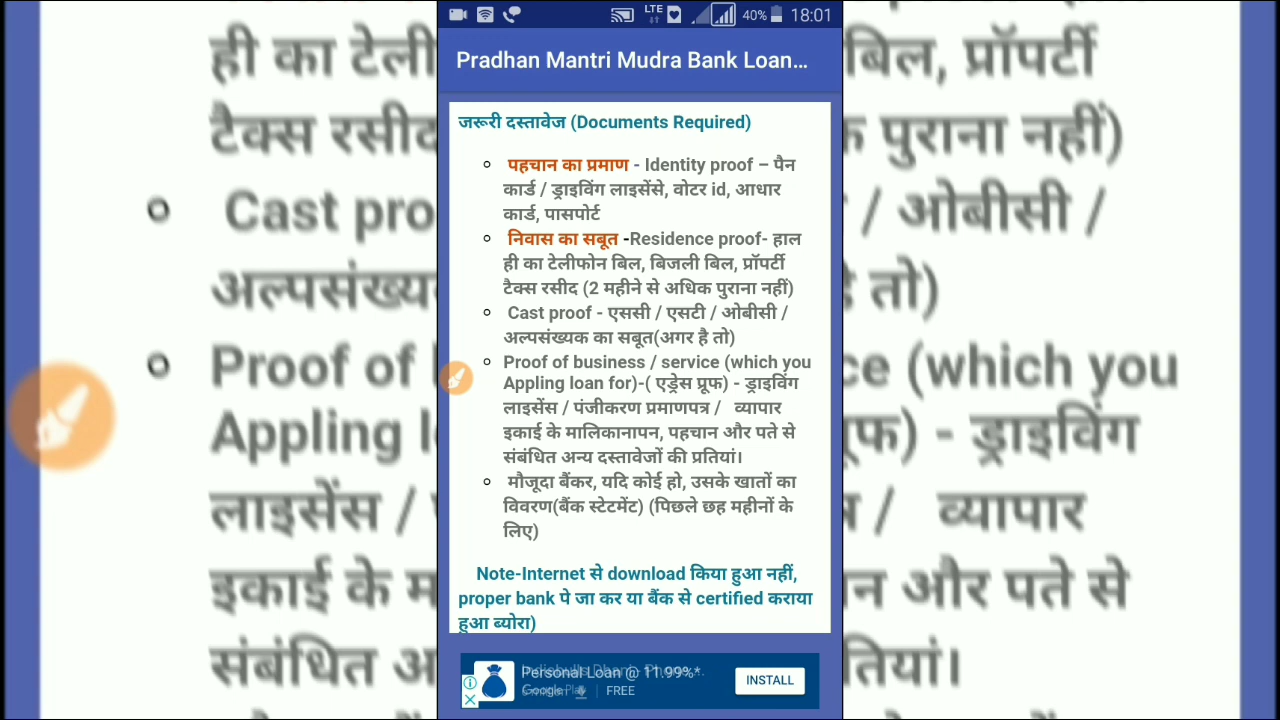 LTE 40% 18:01
Pradhan Mantri Mudra Bank Loan...
जरूरी दस्तावेज (Documents Required)
पहचान का प्रमाण - Identity proof – पैन
कार्ड / ड्राइविंग लाइसेंसे, वोटर id, आधार
कार्ड, पासपोर्ट
निवास का सबूत -Residence proof- हाल
ही का टेलीफोन बिल, बिजली बिल, प्रॉपर्टी
टैक्स रसीद (2 महीने से अधिक पुराना नहीं)
Cast proof - एससी / एसटी / ओबीसी /
अल्पसंख्यक का सबूत(अगर है तो)
Proof of business / service (which you
Appling loan for)-( एड्रेस प्रूफ) - ड्राइविंग
लाइसेंस / पंजीकरण प्रमाणपत्र / व्यापार
इकाई के मालिकानापन, पहचान और पते से
संबंधित अन्य दस्तावेजों की प्रतियां।
मौजूदा बैंकर, यदि कोई हो, उसके खातों का
विवरण(बैंक स्टेटमेंट) (पिछले छह महीनों के
लिए)
Note-Internet से download किया हुआ नहीं,
proper bank पे जा कर या बैंक से certified कराया
हुआ ब्योरा)
Personal Loan @ 11.99%*.
Google Play FREE
INSTALL